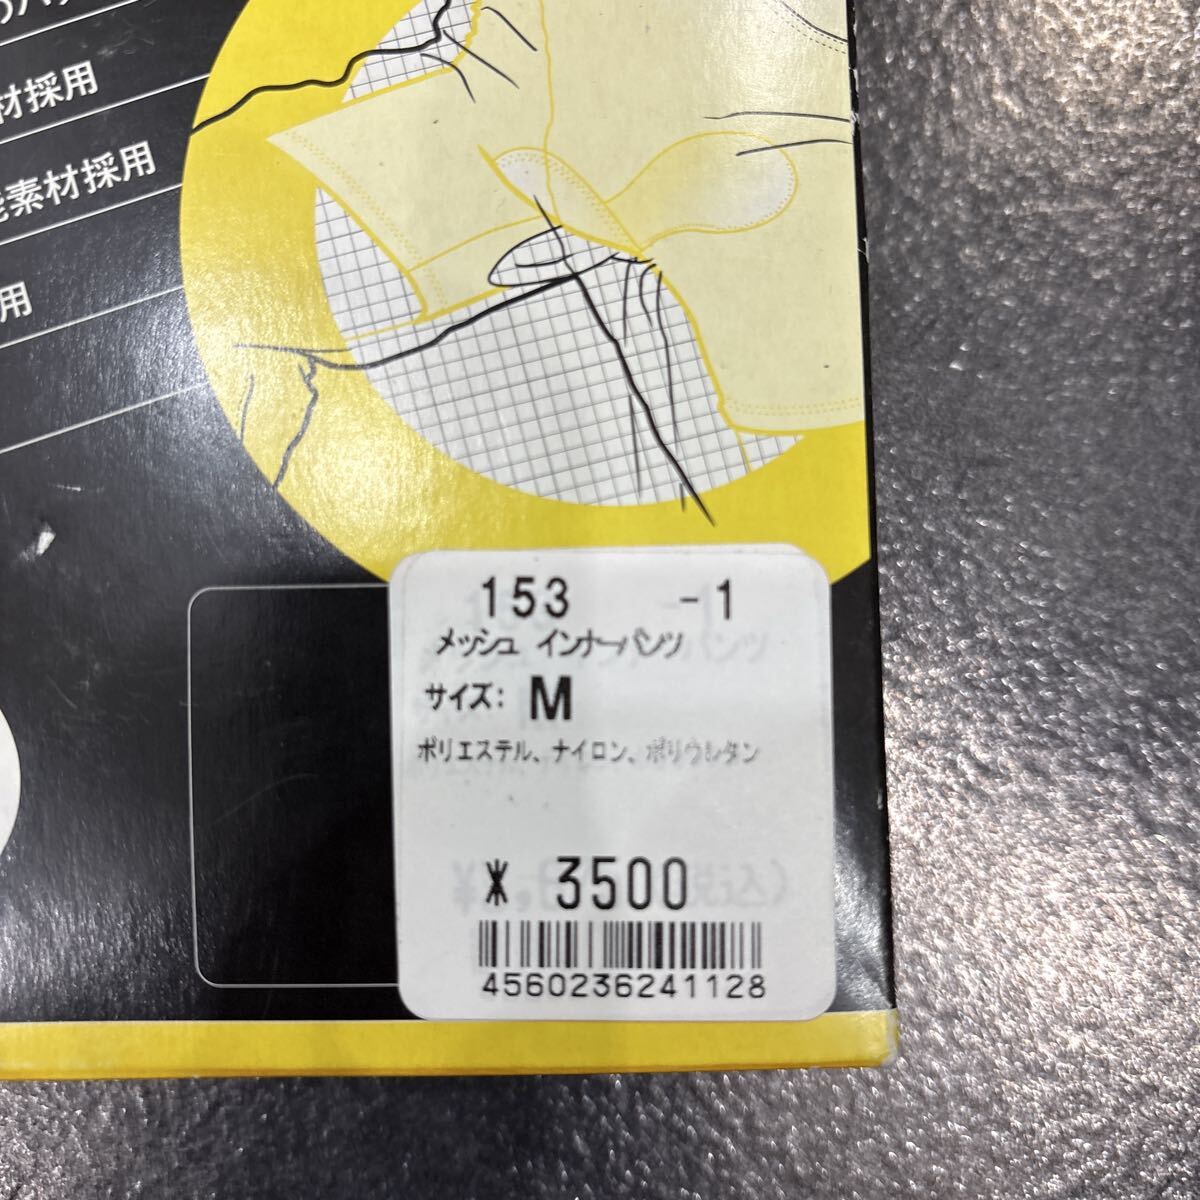 材採用
素材採用
用
153 -1
メッシュ インナーパンツ
サイズ: M
ポリエステル、ナイロン、ポリウレタン
¥ 3500
税込)
4560236241128